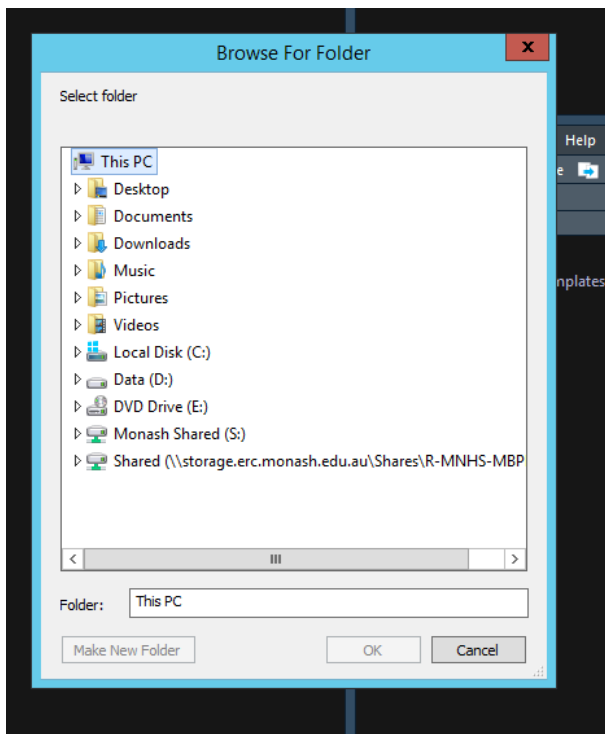 Browse For Folder
x
Select folder
This PC
Desktop
Documents
Downloads
Music
Pictures
Videos
Local Disk (C:)
Data (D:)
DVD Drive (E:)
Monash Shared (S:)
Shared (\\storage.erc.monash.edu.au\Shares\R-MNHS-MBP
Folder: This PC
Make New Folder OK Cancel
Help
e
mplates